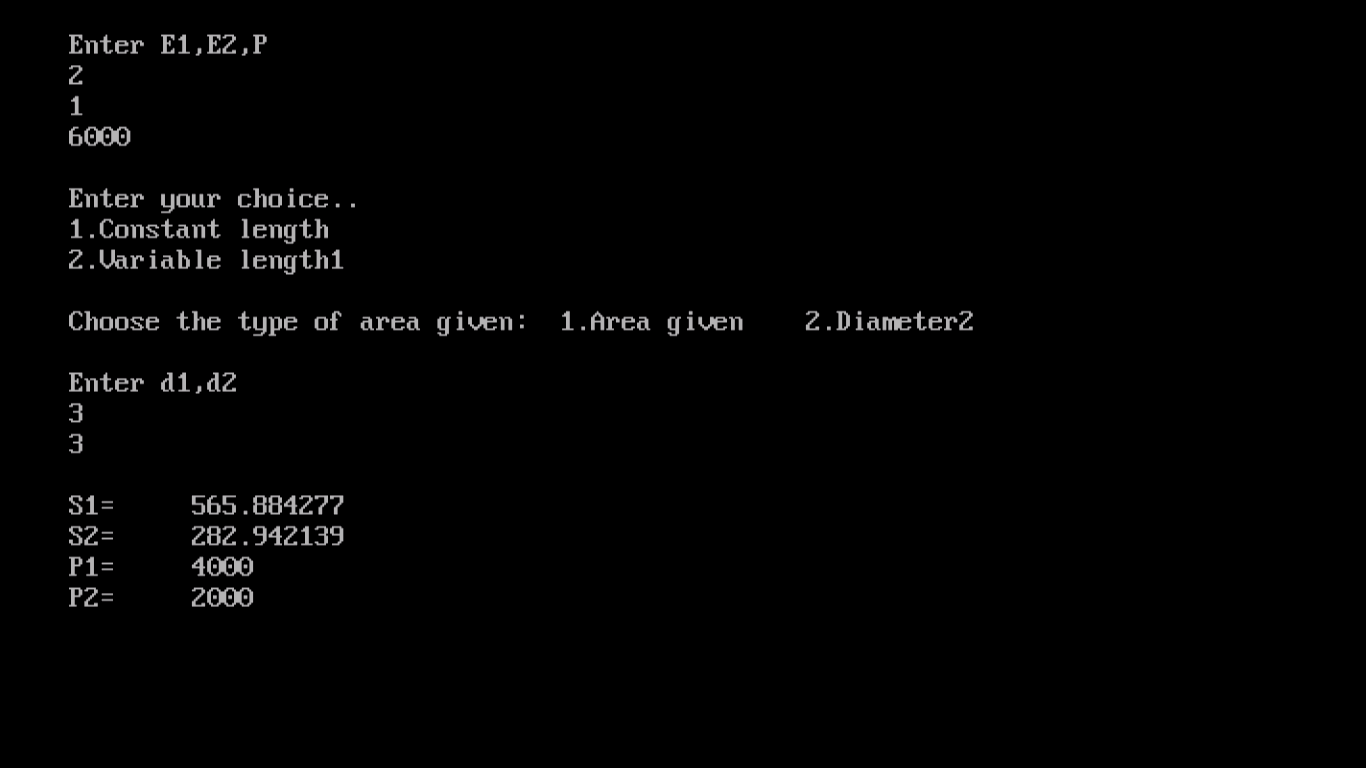 Enter E1,E2,P
2
1
6000
Enter your choice..
1.Constant length
2.Variable length1
Choose the type of area given:  1.Area given    2.Diameter2
Enter d1,d2
3
3
S1=     565.884277
S2=     282.942139
P1=     4000
P2=     2000